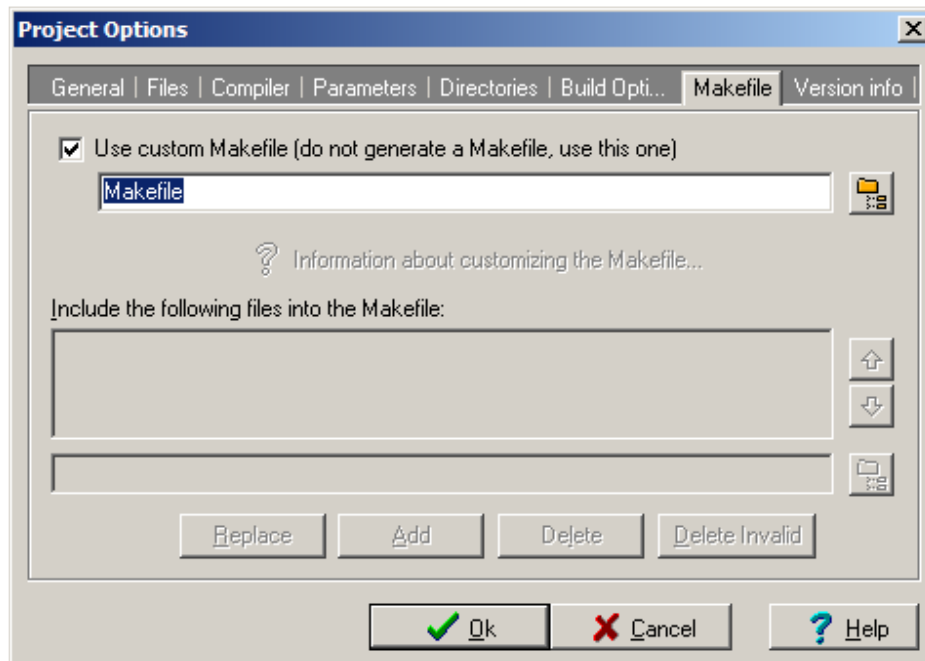 Project Options
General | Files | Compiler | Parameters | Directories | Build Opti... Makefile Version info |
Use custom Makefile (do not generate a Makefile, use this one)
Makefile
Information about customizing the Makefile...
Include the following files into the Makefile:
Replace Add Delete Delete Invalid
Ok Cancel Help